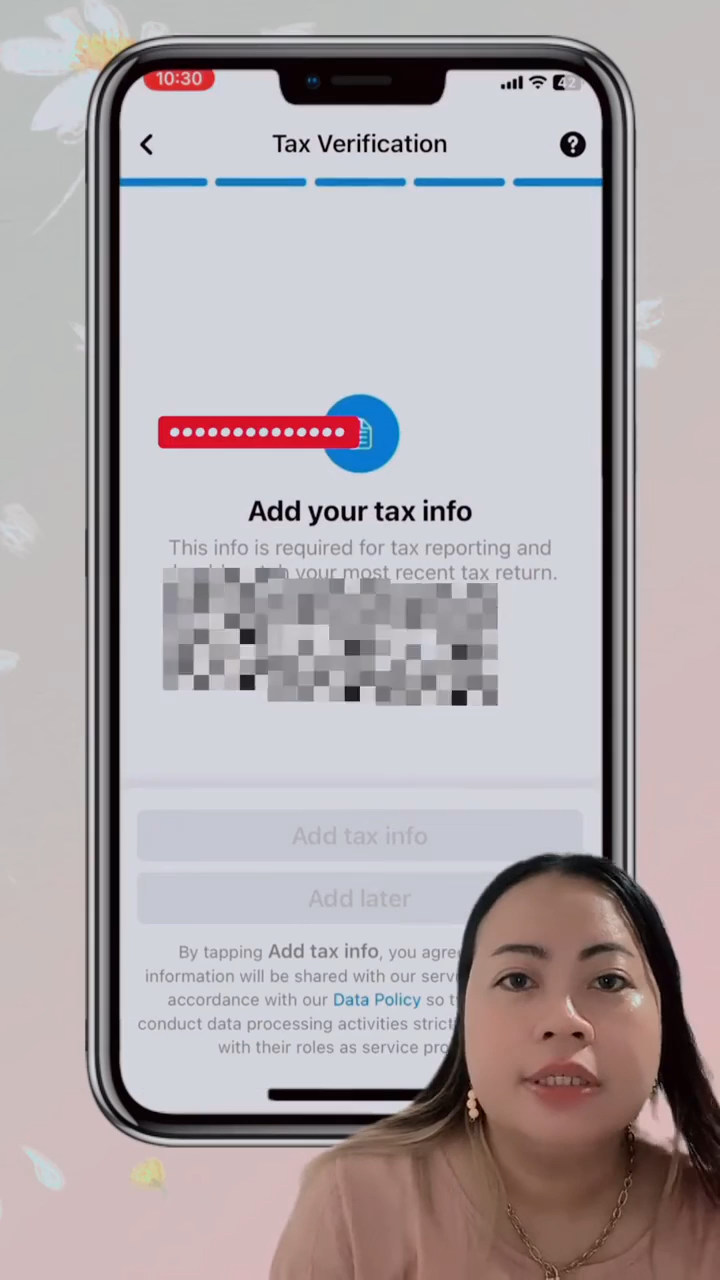 10:30
42
Tax Verification
?
Add your tax info
This info is required for tax reporting and
your most recent tax return.
Add tax info
Add later
By tapping Add tax info, you agre
information will be shared with our serv
accordance with our Data Policy so t
conduct data processing activities strict
with their roles as service pro